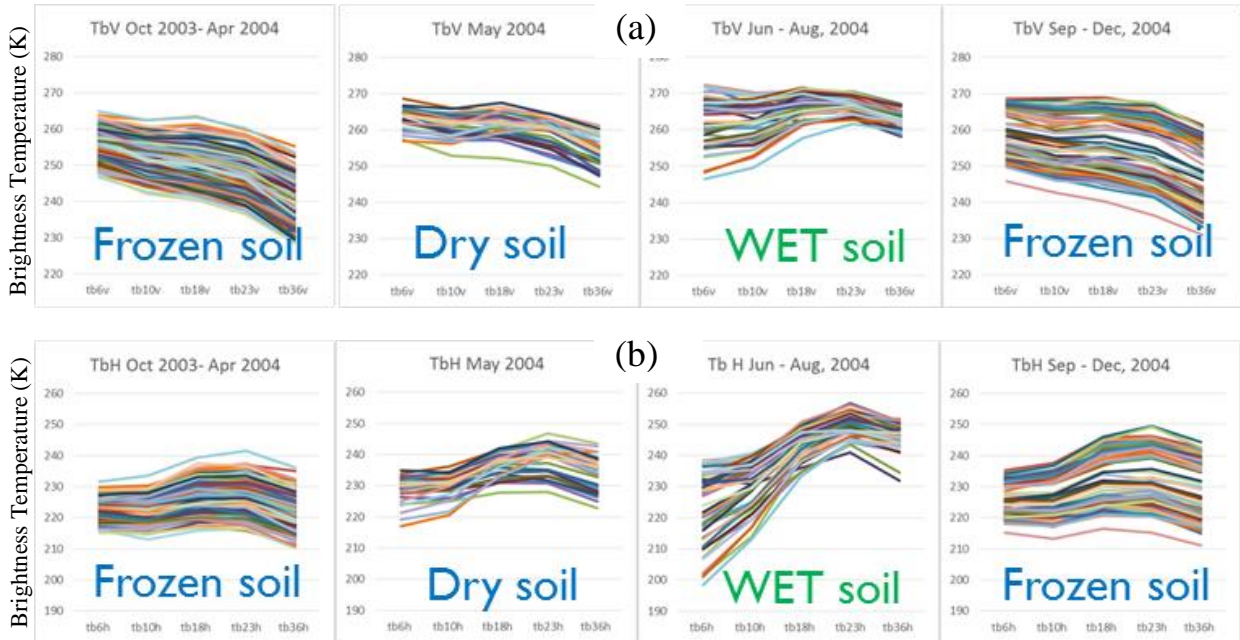 (a)
Brightness Temperature (K)
TbV Oct 2003- Apr 2004
280
270
260
250
240
230
220
Frozen soil
tb6v tb10v tb18v tb23v tb36v
TbV May 2004
280
270
260
250
240
230
220
Dry soil
tb6v tb10v tb18v tb23v tb36v
TbV Jun - Aug, 2004
270
260
250
240
230
220
WET soil
tb6v tb10v tb18v tb23v tb36v
TbV Sep - Dec, 2004
280
270
260
250
240
230
220
Frozen soil
tb6v tb10v tb18v tb23v tb36v
(b)
Brightness Temperature (K)
TbH Oct 2003- Apr 2004
260
250
240
230
220
210
200
190
Frozen soil
tb6h tb10h tb18h tb23h tb36h
TbH May 2004
260
250
240
230
220
210
200
190
Dry soil
tb6h tb10h tb18h tb23h tb36h
Tb H Jun - Aug, 2004
260
250
240
230
220
210
200
190
WET soil
tb6h tb10h tb18h tb23h tb36h
TbH Sep - Dec, 2004
260
250
240
230
220
210
200
190
Frozen soil
tb6h tb10h tb18h tb23h tb36h